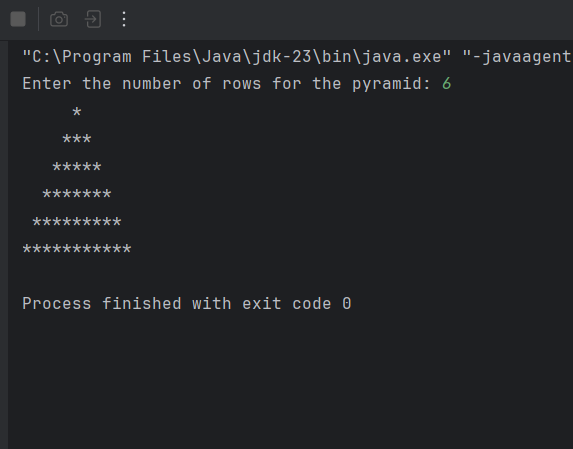 "C:\Program Files\Java\jdk-23\bin\java.exe" "-javaagent
Enter the number of rows for the pyramid: 6
     *
    ***
   *****
  *******
 *********
***********
Process finished with exit code 0